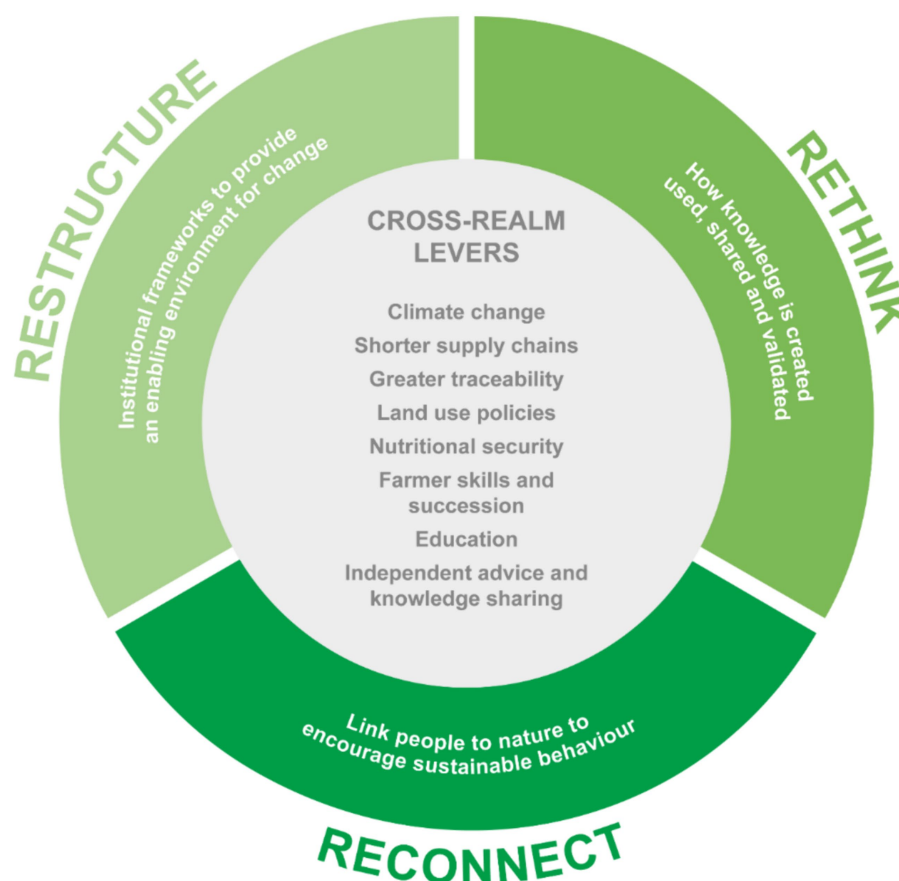 RESTRUCTURE
Institutional frameworks to provide
an enabling environment for change
RETHINK
How knowledge is created
used, shared and validated
CROSS-REALM
LEVERS
Climate change
Shorter supply chains
Greater traceability
Land use policies
Nutritional security
Farmer skills and
succession
Education
Independent advice and
knowledge sharing
Link people to nature to
encourage sustainable behaviour
RECONNECT